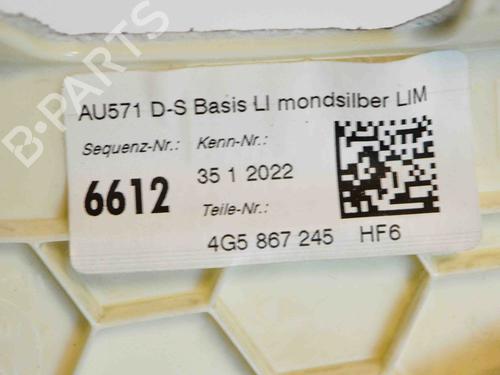 B-PARTS
AU571 D-S Basis LI mondsilber LIM
Sequenz-Nr.: Kenn-Nr.:
6612 35 1 2022
Teile-Nr.:
4G5 867 245 HF6